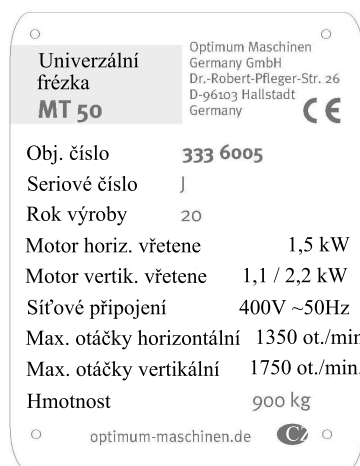 Univerzální
frézka
MT 50
Optimum Maschinen
Germany GmbH
Dr.-Robert-Pfleger-Str. 26
D-96103 Hallstadt
Germany
CE
Obj. číslo 333 6005
Seriové číslo J
Rok výroby 20
Motor horiz. vřetene 1,5 kW
Motor vertik. vřetene 1,1 / 2,2 kW
Síťové připojení 400V ~50Hz
Max. otáčky horizontální 1350 ot./min
Max. otáčky vertikální 1750 ot./min.
Hmotnost 900 kg
optimum-maschinen.de CZ